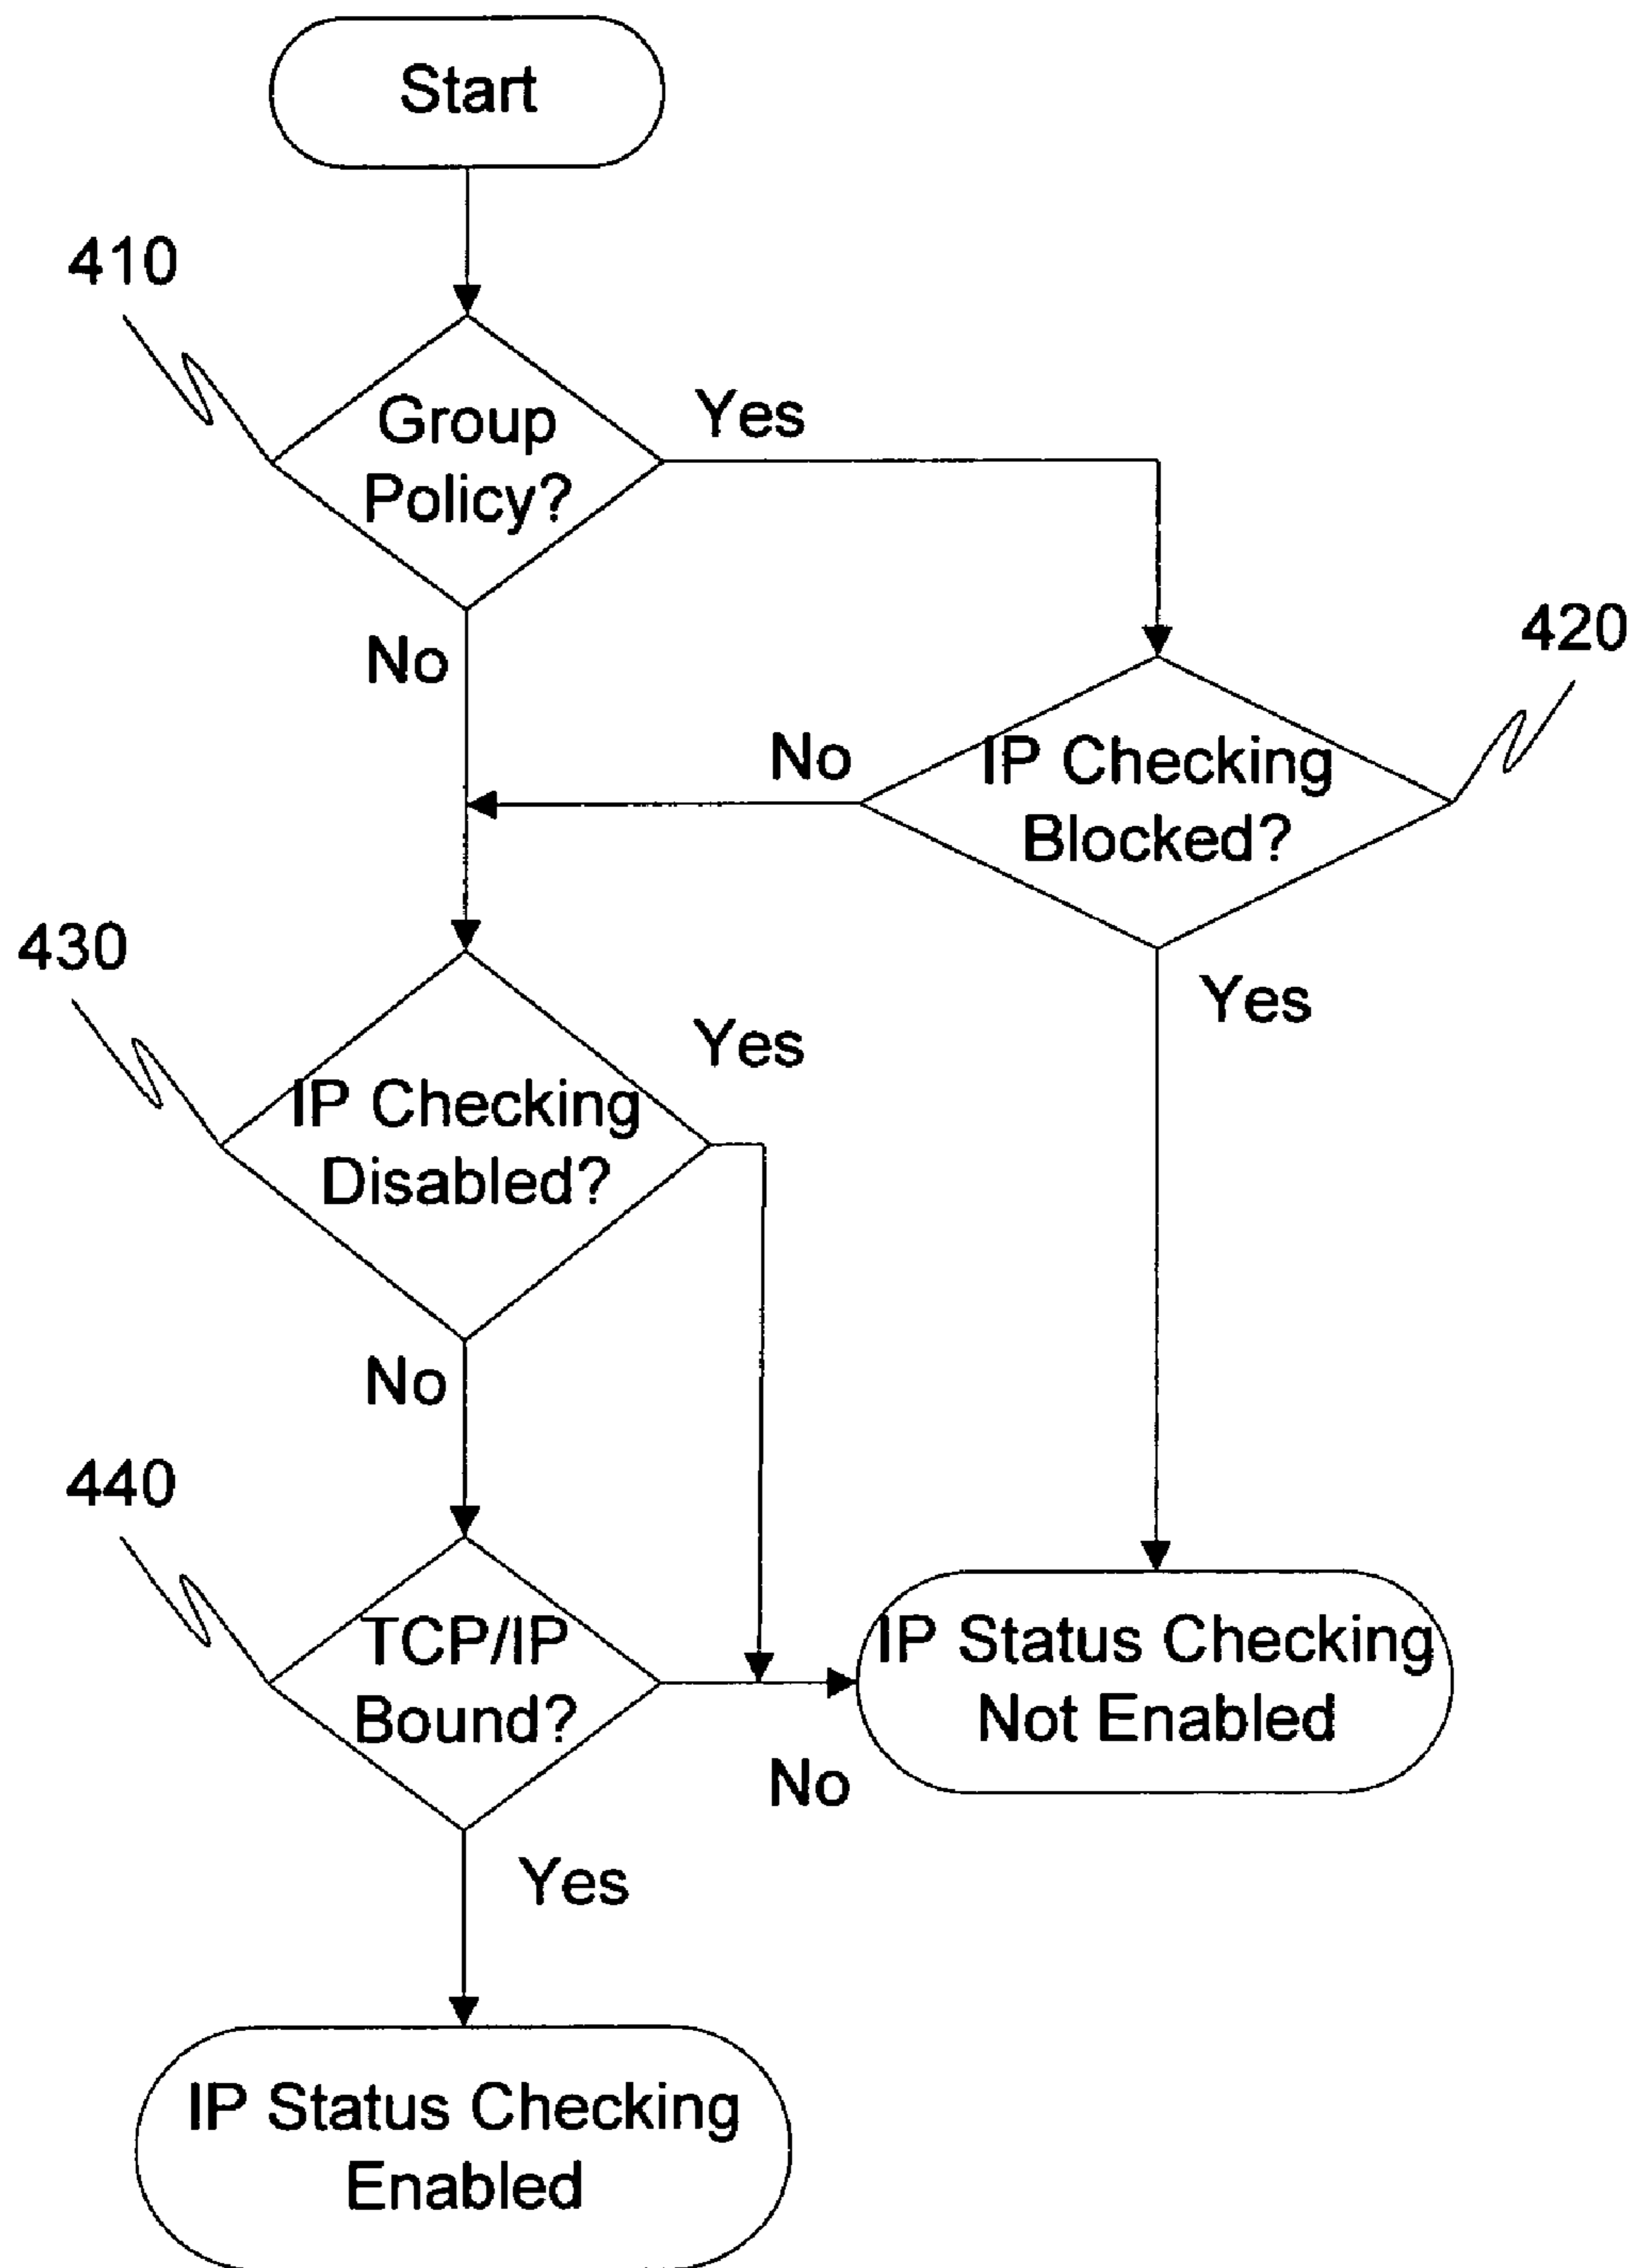 Start
410
Group
Policy?
Yes
No
420
IP Checking
Blocked?
No
Yes
430
IP Checking
Disabled?
Yes
No
440
TCP/IP
Bound?
No
Yes
IP Status Checking
Not Enabled
IP Status Checking
Enabled